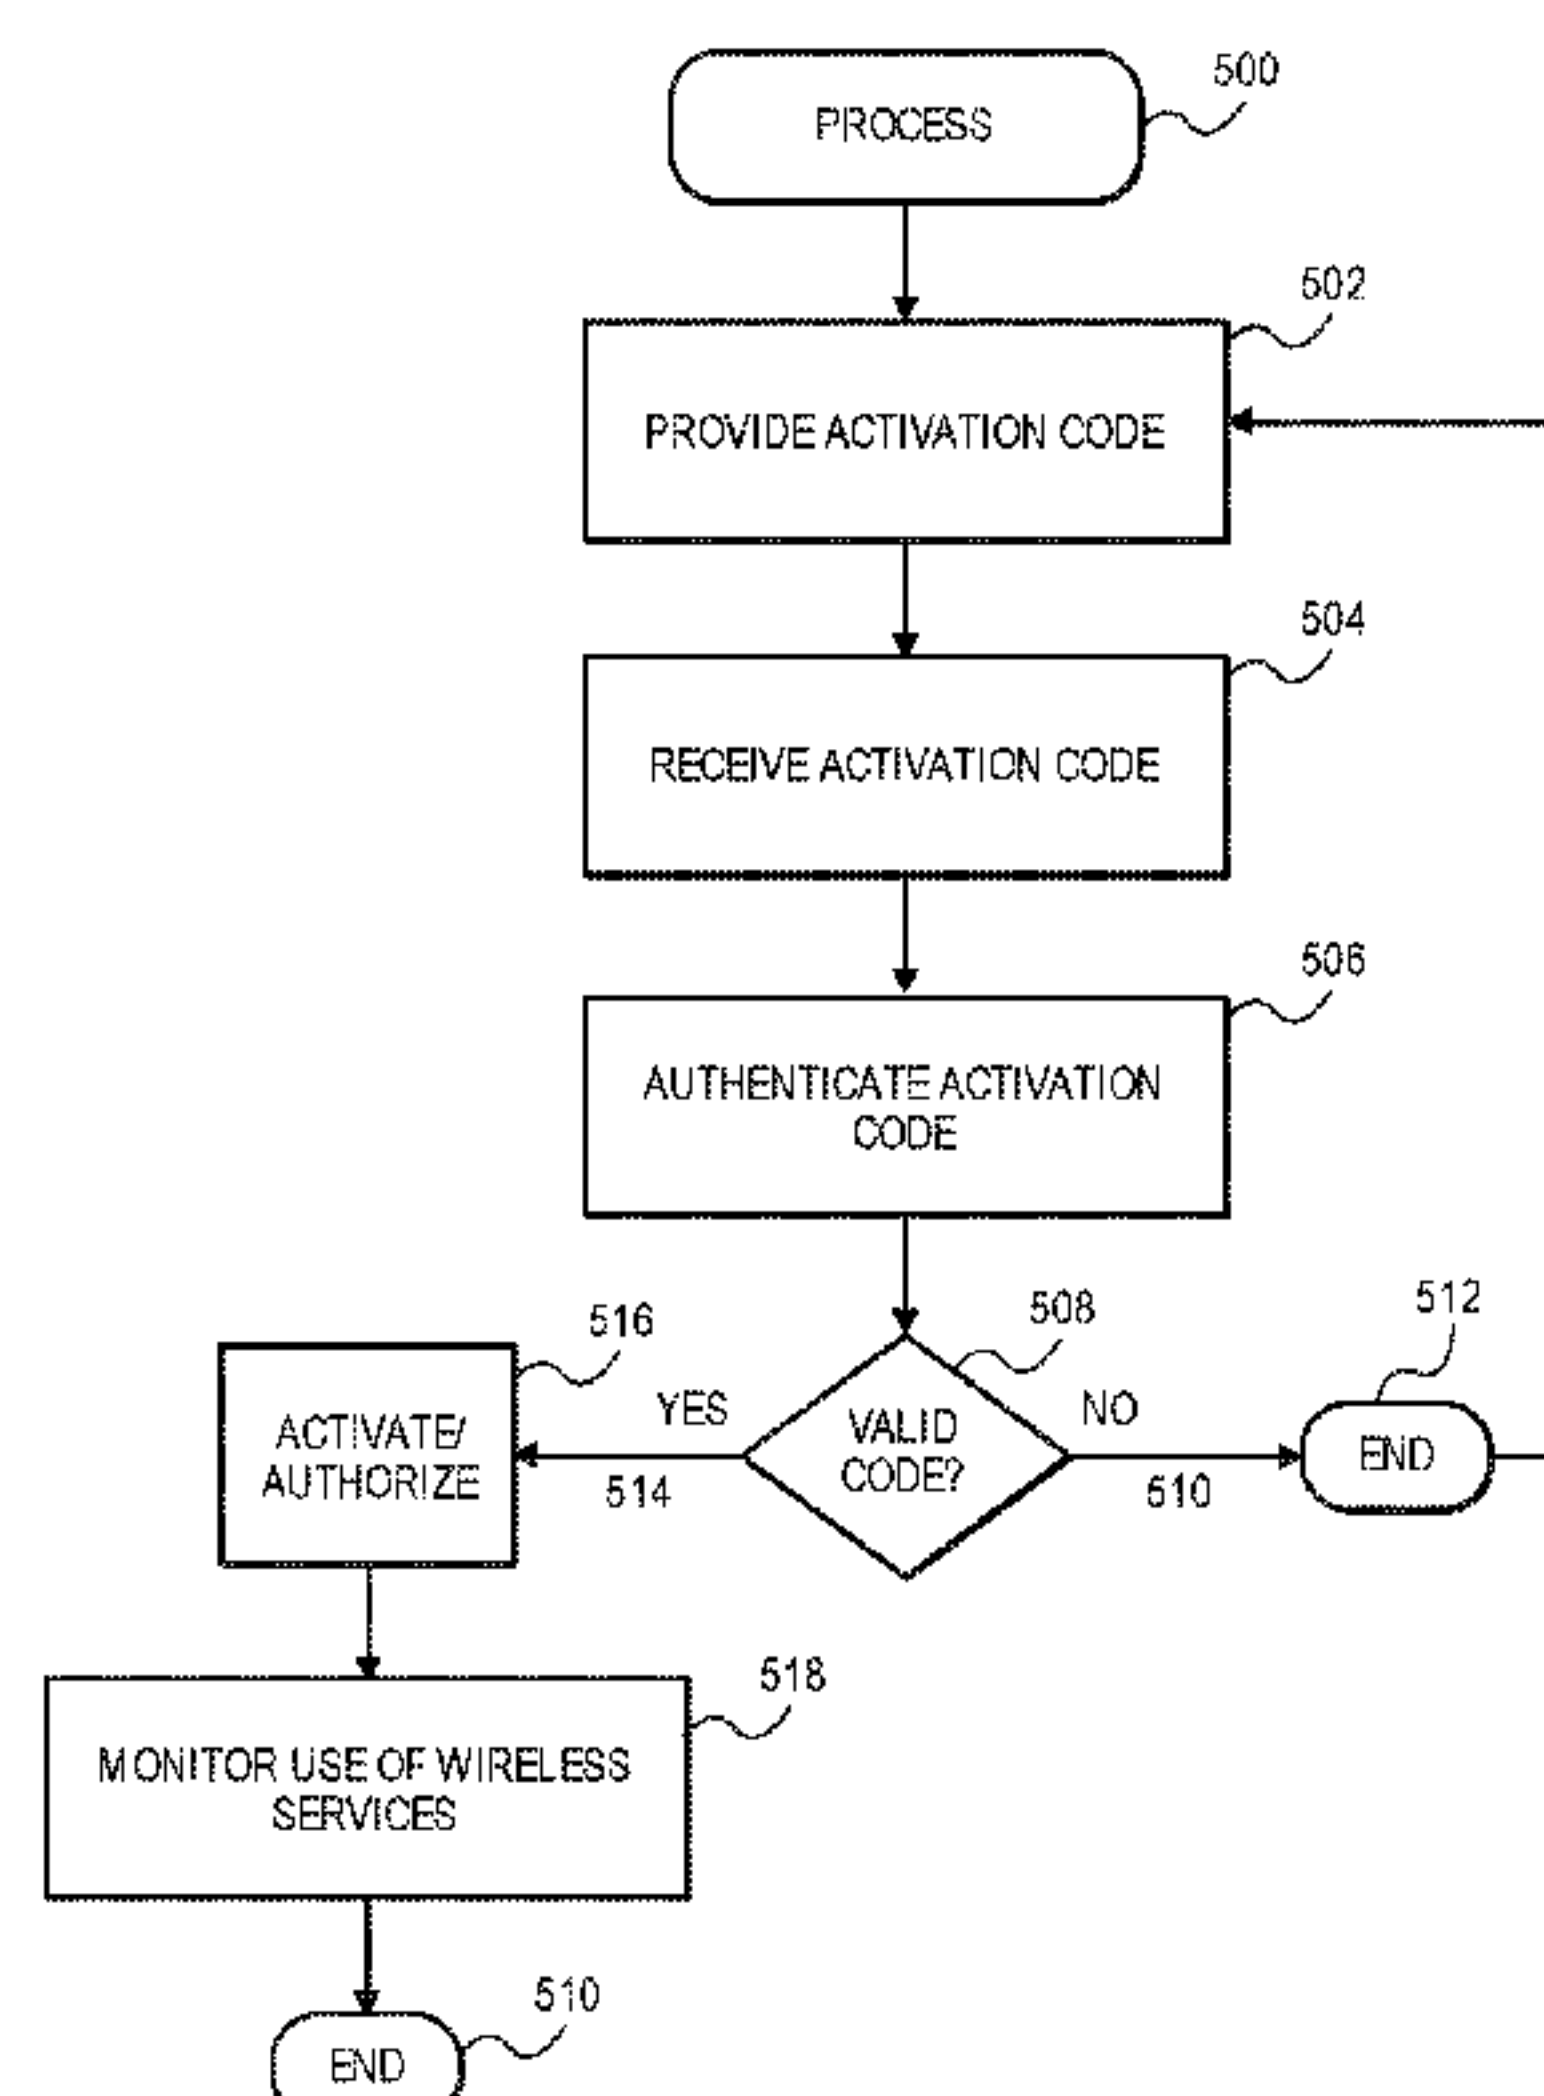 500
PROCESS
502
PROVIDE ACTIVATION CODE
504
RECEIVE ACTIVATION CODE
506
AUTHENTICATE ACTIVATION
CODE
508
516
512
YES
VALID
CODE?
NO
ACTIVATE/
AUTHORIZE
END
514
510
518
MONITOR USE OF WIRELESS
SERVICES
510
END